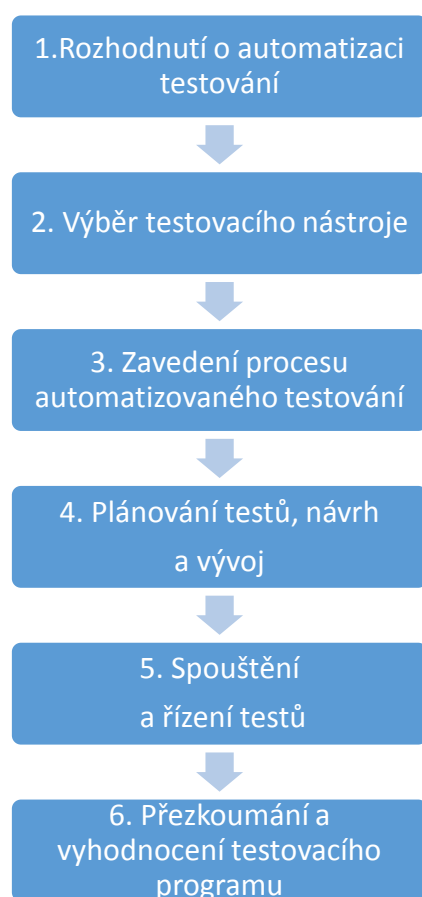 1.Rozhodnutí o automatizaci
testování
2. Výběr testovacího nástroje
3. Zavedení procesu
automatizovaného testování
4. Plánování testů, návrh
a vývoj
5. Spouštění
a řízení testů
6. Přezkoumání a
vyhodnocení testovacího
programu